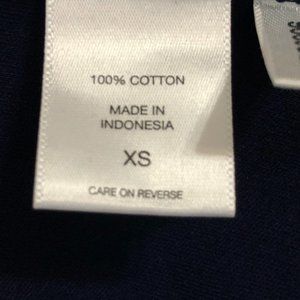 100% COTTON
MADE IN
INDONESIA
XS
CARE ON REVERSE